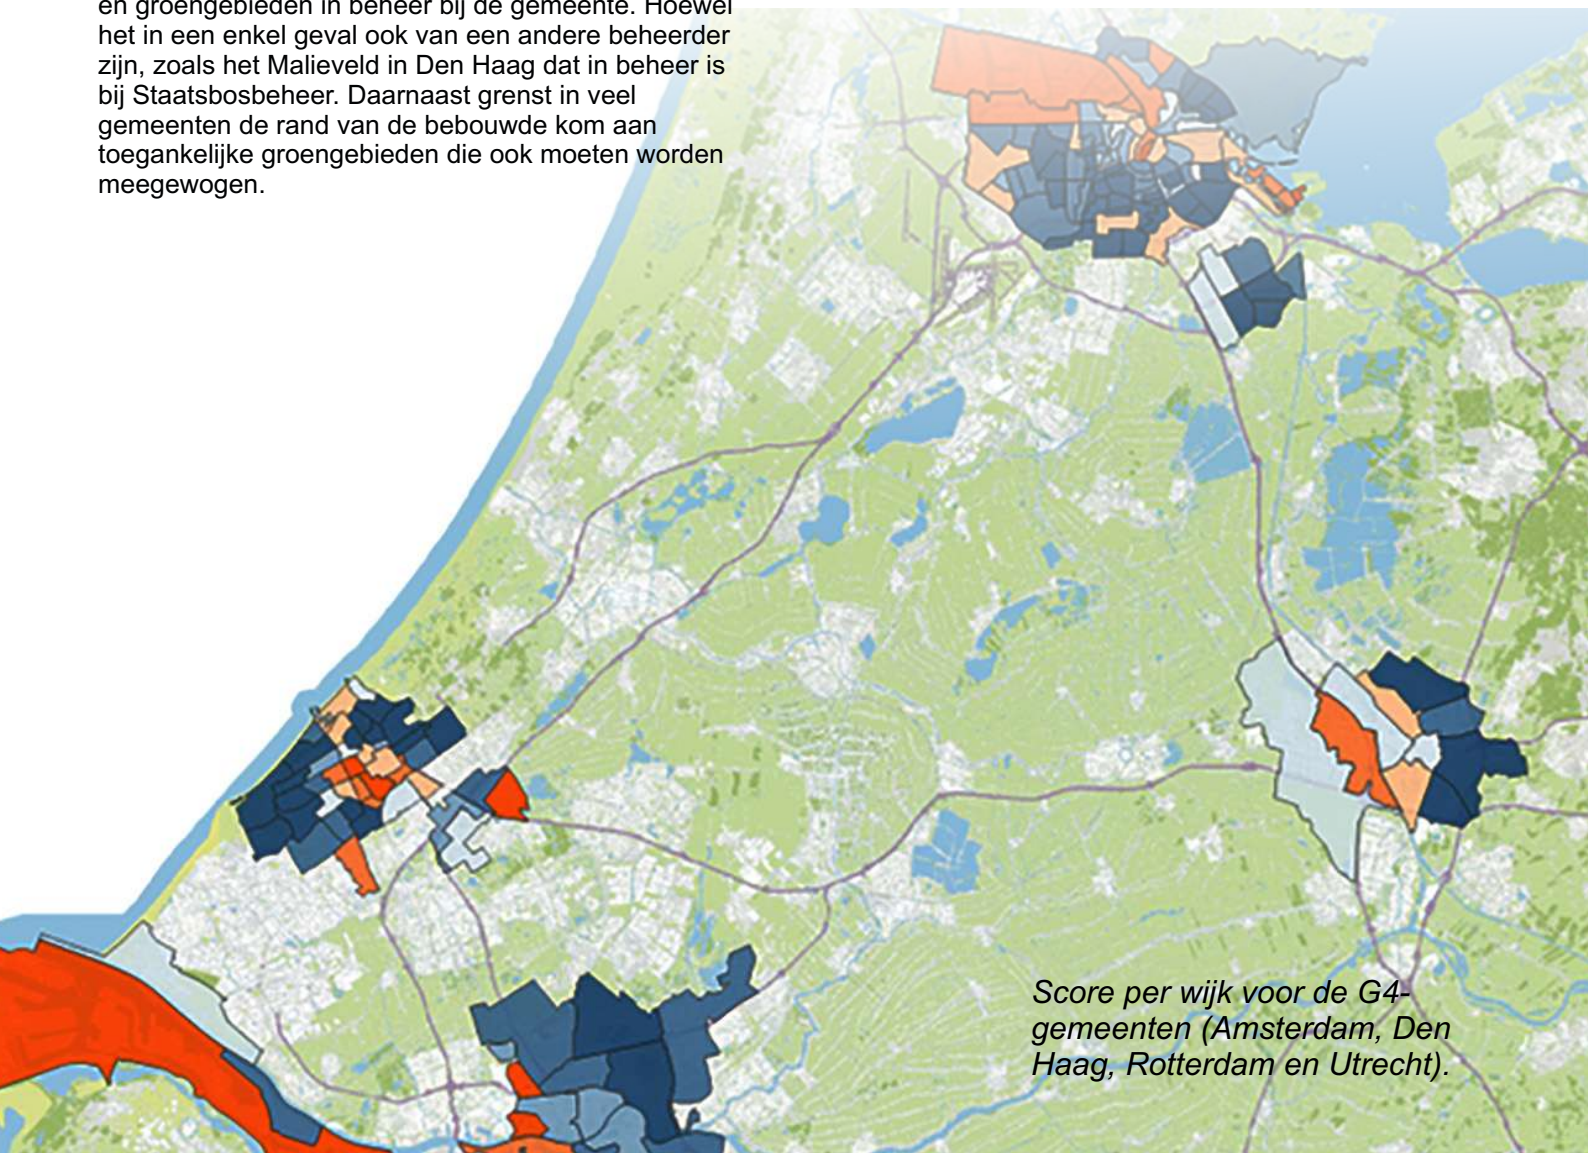 en groengebieden in beheer bij de gemeente. Hoewel
het in een enkel geval ook van een andere beheerder
zijn, zoals het Malieveld in Den Haag dat in beheer is
bij Staatsbosbeheer. Daarnaast grenst in veel
gemeenten de rand van de bebouwde kom aan
toegankelijke groengebieden die ook moeten worden
meegewogen.
Score per wijk voor de G4-
gemeenten (Amsterdam, Den
Haag, Rotterdam en Utrecht).